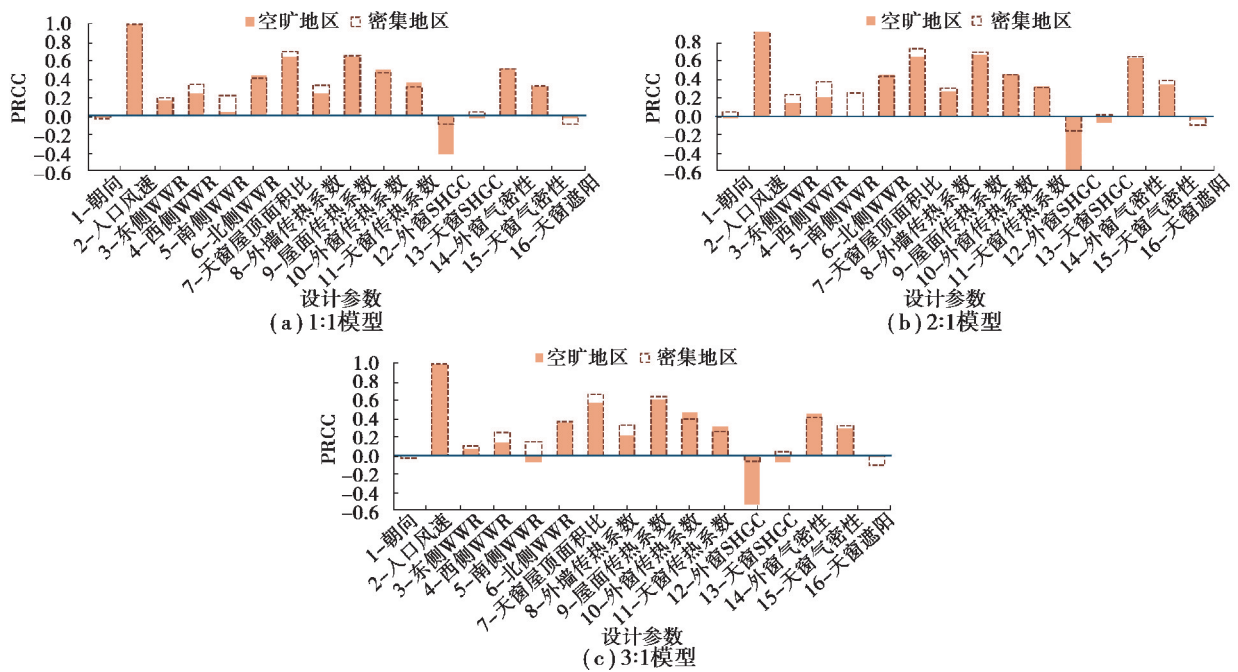 空旷地区 密集地区
1.0
0.8
0.6
0.4
0.2
0.0
−0.2
−0.4
−0.6
PRCC
1-朝向
2-人口风速
3-东侧WWR
4-西侧WWR
5-南侧WWR
6-北侧WWR
7-天窗屋顶面积比
8-外墙传热系数
9-屋面传热系数
10-外窗传热系数
11-天窗传热系数
12-外窗SHGC
13-天窗SHGC
14-外窗气密性
15-天窗气密性
16-天窗遮阳
设计参数
(a)1:1模型
空旷地区 密集地区
0.8
0.6
0.4
0.2
0.0
−0.2
−0.4
−0.6
PRCC
1-朝向
2-人口风速
3-东侧WWR
4-西侧WWR
5-南侧WWR
6-北侧WWR
7-天窗屋顶面积比
8-外墙传热系数
9-屋面传热系数
10-外窗传热系数
11-天窗传热系数
12-外窗SHGC
13-天窗SHGC
14-外窗气密性
15-天窗气密性
16-天窗遮阳
设计参数
(b)2:1模型
空旷地区 密集地区
1.0
0.8
0.6
0.4
0.2
0.0
−0.2
−0.4
−0.6
PRCC
1-朝向
2-人口风速
3-东侧WWR
4-西侧WWR
5-南侧WWR
6-北侧WWR
7-天窗屋顶面积比
8-外墙传热系数
9-屋面传热系数
10-外窗传热系数
11-天窗传热系数
12-外窗SHGC
13-天窗SHGC
14-外窗气密性
15-天窗气密性
16-天窗遮阳
设计参数
(c)3:1模型